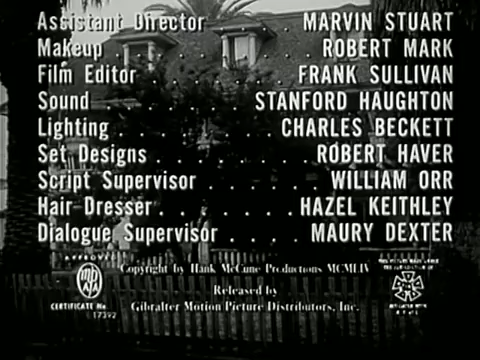 Assistant Director . . . . MARVIN STUART
Makeup . . . . . . . . . ROBERT MARK
Film Editor . . . . . . FRANK SULLIVAN
Sound . . . . . STANFORD HAUGHTON
Lighting . . . . . . . CHARLES BECKETT
Set Designs . . . . . . . ROBERT HAVER
Script Supervisor . . . . . WILLIAM ORR
Hair Dresser . . . . . . HAZEL KEITHLEY
Dialogue Supervisor . . . . MAURY DEXTER
APPROVED
Copyright by Hank McCune Productions MCMLIV
Released by
CERTIFICATE No.
Gibralter Motion Picture Distributors, Inc.
17392